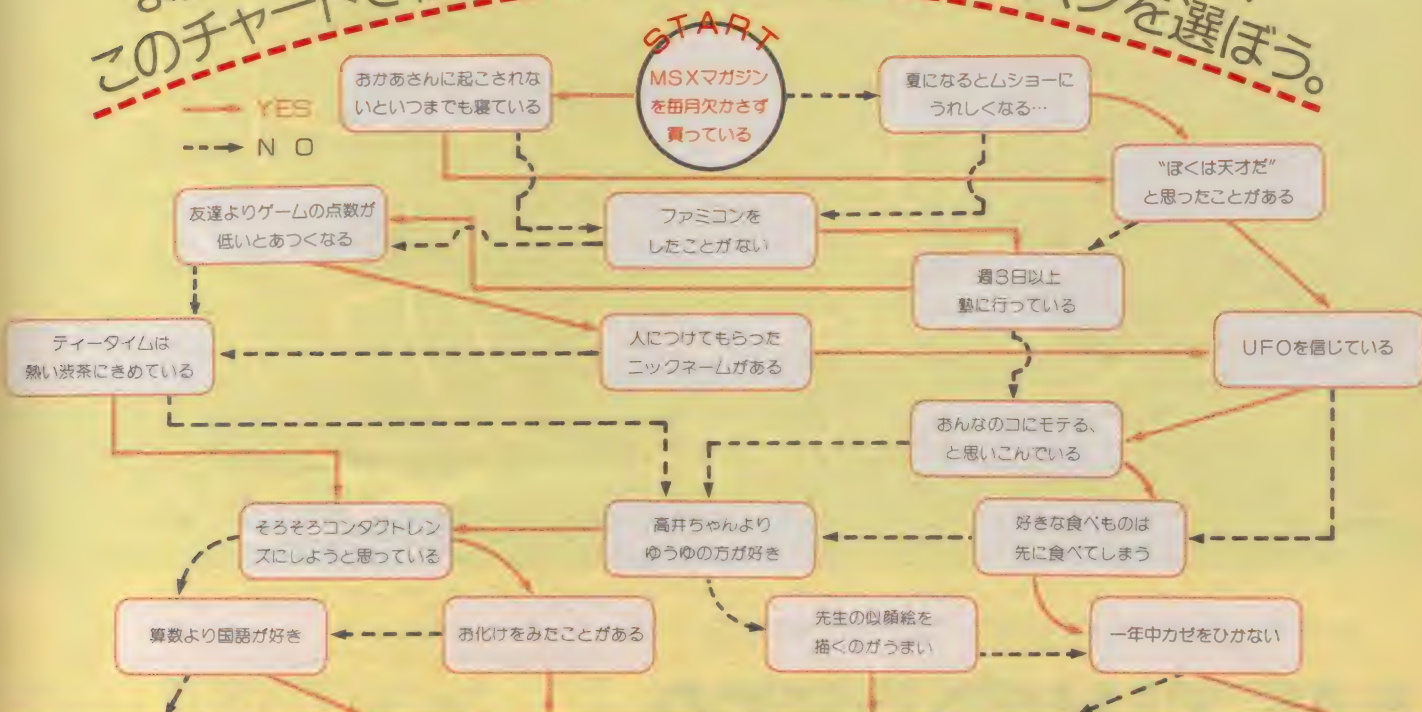 このチャートを
を選ぼう。
START
MSXマガジン
を毎月欠かさず
買っている
YES
NO
おかあさんに起こされな
いといつまでも寝ている
夏になるとムショーに
うれしくなる…
"ぼくは天才だ"
と思ったことがある
友達よりゲームの点数が
低いとあつくなる
ファミコンを
したことがない
週3日以上
塾に行っている
ティータイムは
熱い渋茶にきめている
人につけてもらった
ニックネームがある
UFOを信じている
おんなのコにモテる、
と思いこんでいる
そろそろコンタクトレン
ズにしようと思っている
高井ちゃんより
ゆうゆの方が好き
好きな食べものは
先に食べてしまう
算数より国語が好き
お化けをみたことがある
先生の似顔絵を
描くのがうまい
一年中カゼをひかない